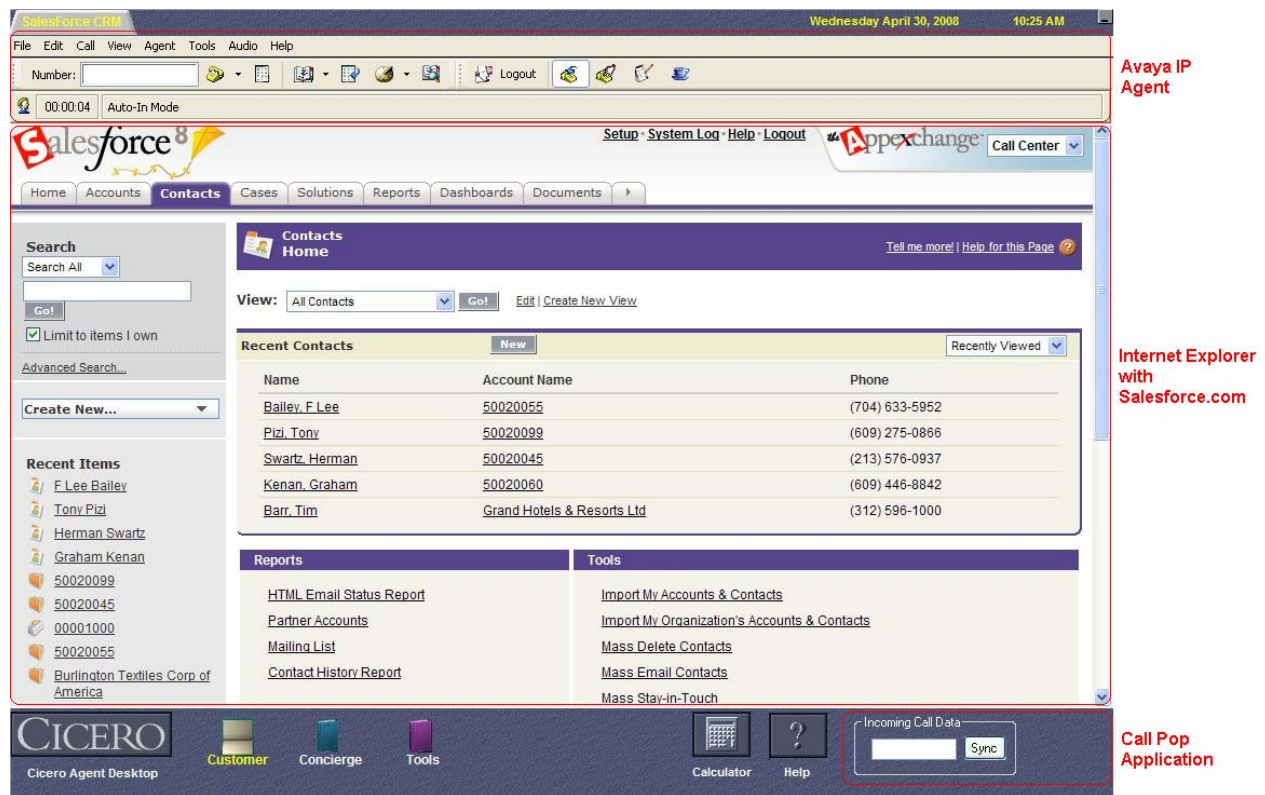 SalesForce CRM
Wednesday April 30, 2008 10:25 AM
File Edit Call View Agent Tools Audio Help
Number: Logout
Avaya IP
Agent
00:00:04 Auto-In Mode
Salesforce 8
Setup · System Log · Help · Logout
the Appexchange™ Call Center
Home Accounts Contacts Cases Solutions Reports Dashboards Documents
Search
Search All
Go!
Limit to items I own
Advanced Search...
Create New...
Recent Items
F Lee Bailey
Tony Pizi
Herman Swartz
Graham Kenan
50020099
50020045
00001000
50020055
Burlington Textiles Corp of
America
Contacts
Home
Tell me more! | Help for this Page
View: All Contacts Go! Edit | Create New View
Recent Contacts New Recently Viewed
Name Account Name Phone
Bailey, F Lee 50020055 (704) 633-5952
Pizi, Tony 50020099 (609) 275-0866
Swartz, Herman 50020045 (213) 576-0937
Kenan, Graham 50020060 (609) 446-8842
Barr, Tim Grand Hotels & Resorts Ltd (312) 596-1000
Reports
HTML Email Status Report
Partner Accounts
Mailing List
Contact History Report
Tools
Import My Accounts & Contacts
Import My Organization's Accounts & Contacts
Mass Delete Contacts
Mass Email Contacts
Mass Stay-in-Touch
Internet Explorer
with
Salesforce.com
CICERO
Cicero Agent Desktop
Customer
Concierge
Tools
Calculator
Help
Incoming Call Data
Sync
Call Pop
Application